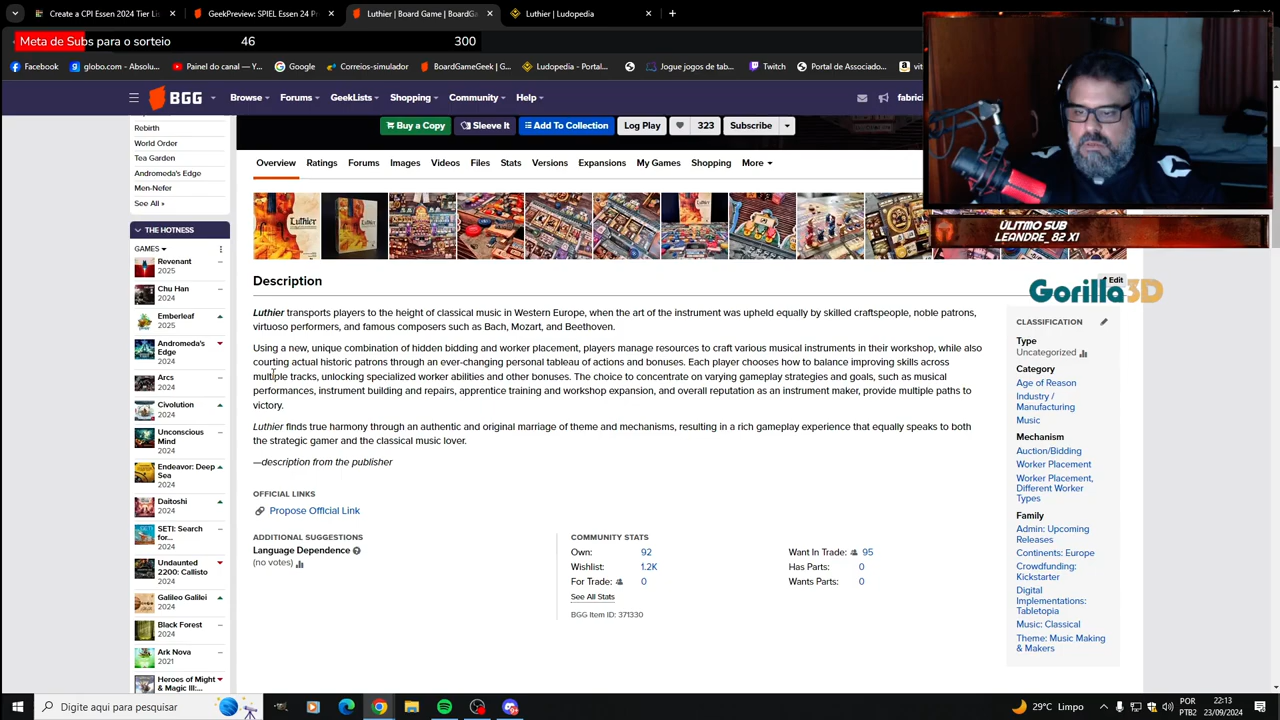 Essen 2024 Tier Lis
GeekPreview | SPIEL Essen 24 P
Luthier | Board Game | BoardGa
Luthier | Ludopedia
Meta de Subs para o sorteio 46 300
Facebook globo.com - Absolu... Painel do canal - Y... Google Correios-simulador BoardGameGeek | G... Ludopedia - Portal... Jogos de tab... Twitch Portal de Associad...
BGG Browse Forums GeekLists Shopping Community Help fabric
Buy a Copy Sleeve It Add To Collection Log Play 323 Subscribe
Overview Ratings Forums Images Videos Files Stats Versions Expansions My Games Shopping More
Rebirth
World Order
Tea Garden
Andromeda's Edge
Men-Nefer
See All »
THE HOTNESS
GAMES
Revenant
2025
Chu Han
2024
Emberleaf
2025
Andromeda's
Edge
2024
Arcs
2024
Civolution
2024
Unconscious
Mind
2024
Endeavor: Deep
Sea
2024
Daitoshi
2024
SETI: Search
for...
2024
Undaunted
2200: Callisto
2024
Galileo Galilei
2024
Black Forest
2024
Ark Nova
2021
Heroes of Might
& Magic III:...
Luthier
Luthier
Description
Edit
Luthier transports players to the height of classical music in Western Europe, when the art of the instrument was upheld equally by skilled craftspeople, noble patrons,
virtuoso performers, and famous composers such as Bach, Mozart, and Beethoven.
Using a new, unique combination of hidden bidding and worker placement, players manage resources to craft various musical instruments in their workshop, while also
courting actual historic patrons through an ever-changing personal tableau of actions and bonuses. Each player chooses how to balance improving skills across
multiple tracks, unlocking specialized worker abilities and other bonuses. The choice to concentrate on varying gameplay strategies and goals, such as musical
performances, instrument building and repairs, apprentice training and workshop expansion, and overall reputation as an instrument maker, provide multiple paths to
victory.
Luthier finds true harmony through an authentic and original marriage of theme and mechanisms, resulting in a rich gameplay experience that equally speaks to both
the strategic gamer and the classical music lover.
—description from the publisher
OFFICIAL LINKS
Propose Official Link
ADDITIONAL SUGGESTIONS
Language Dependence
(no votes)
COMMUNITY STATS
Own: 92
Wishlist: 1.2K
For Trade: 0
See All Stats
Want In Trade: 95
Has Parts: 0
Wants Parts: 0
BGG Item ID: 371330
ULITMO SUB
LEANDRE_ 82 X1
Gorilla3D
CLASSIFICATION
Type
Uncategorized
Category
Age of Reason
Industry /
Manufacturing
Music
Mechanism
Auction/Bidding
Worker Placement
Worker Placement,
Different Worker
Types
Family
Admin: Upcoming
Releases
Continents: Europe
Crowdfunding:
Kickstarter
Digital
Implementations:
Tabletopia
Music: Classical
Theme: Music Making
& Makers
Digite aqui para pesquisar
29°C Limpo
POR
PTB2
22:13
23/09/2024